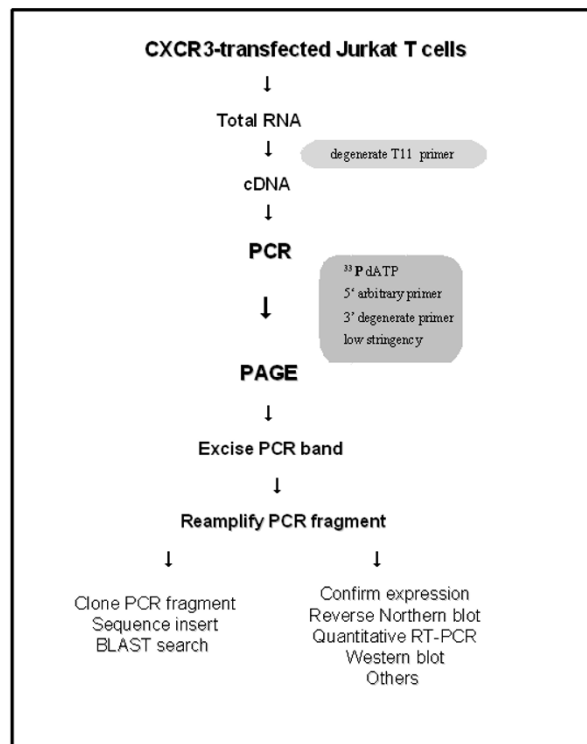 CXCR3-transfected Jurkat T cells
↓
Total RNA
↓
degenerate T11 primer
cDNA
↓
PCR
↓
³³P dATP
5' arbitrary primer
3' degenerate primer
low stringency
PAGE
↓
Excise PCR band
↓
Reamplify PCR fragment
↓
Clone PCR fragment
Sequence insert
BLAST search
↓
Confirm expression
Reverse Northern blot
Quantitative RT-PCR
Western blot
Others